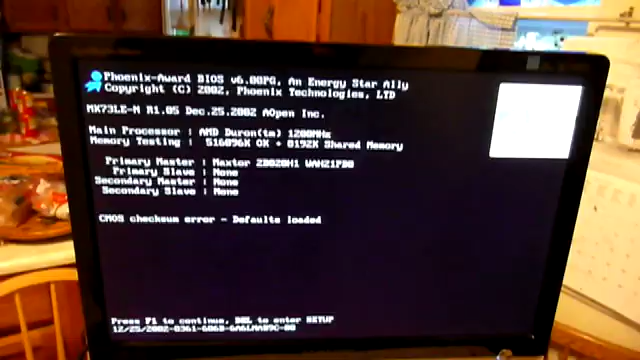 Phoenix-Award BIOS v6.00PG, An Energy Star Ally
Copyright (C) 2002, Phoenix Technologies, LTD
MK73LE-N R1.05 Dec.25.2002 AOpen Inc.
Main Processor : AMD Duron(tm) 1200MHz
Memory Testing : 516096K OK + 8192K Shared Memory
Primary Master : Maxtor
Primary Slave : None
Secondary Master : None
Secondary Slave : None
CMOS checksum error - Defaults loaded
Press F1 to continue, DEL to enter SETUP